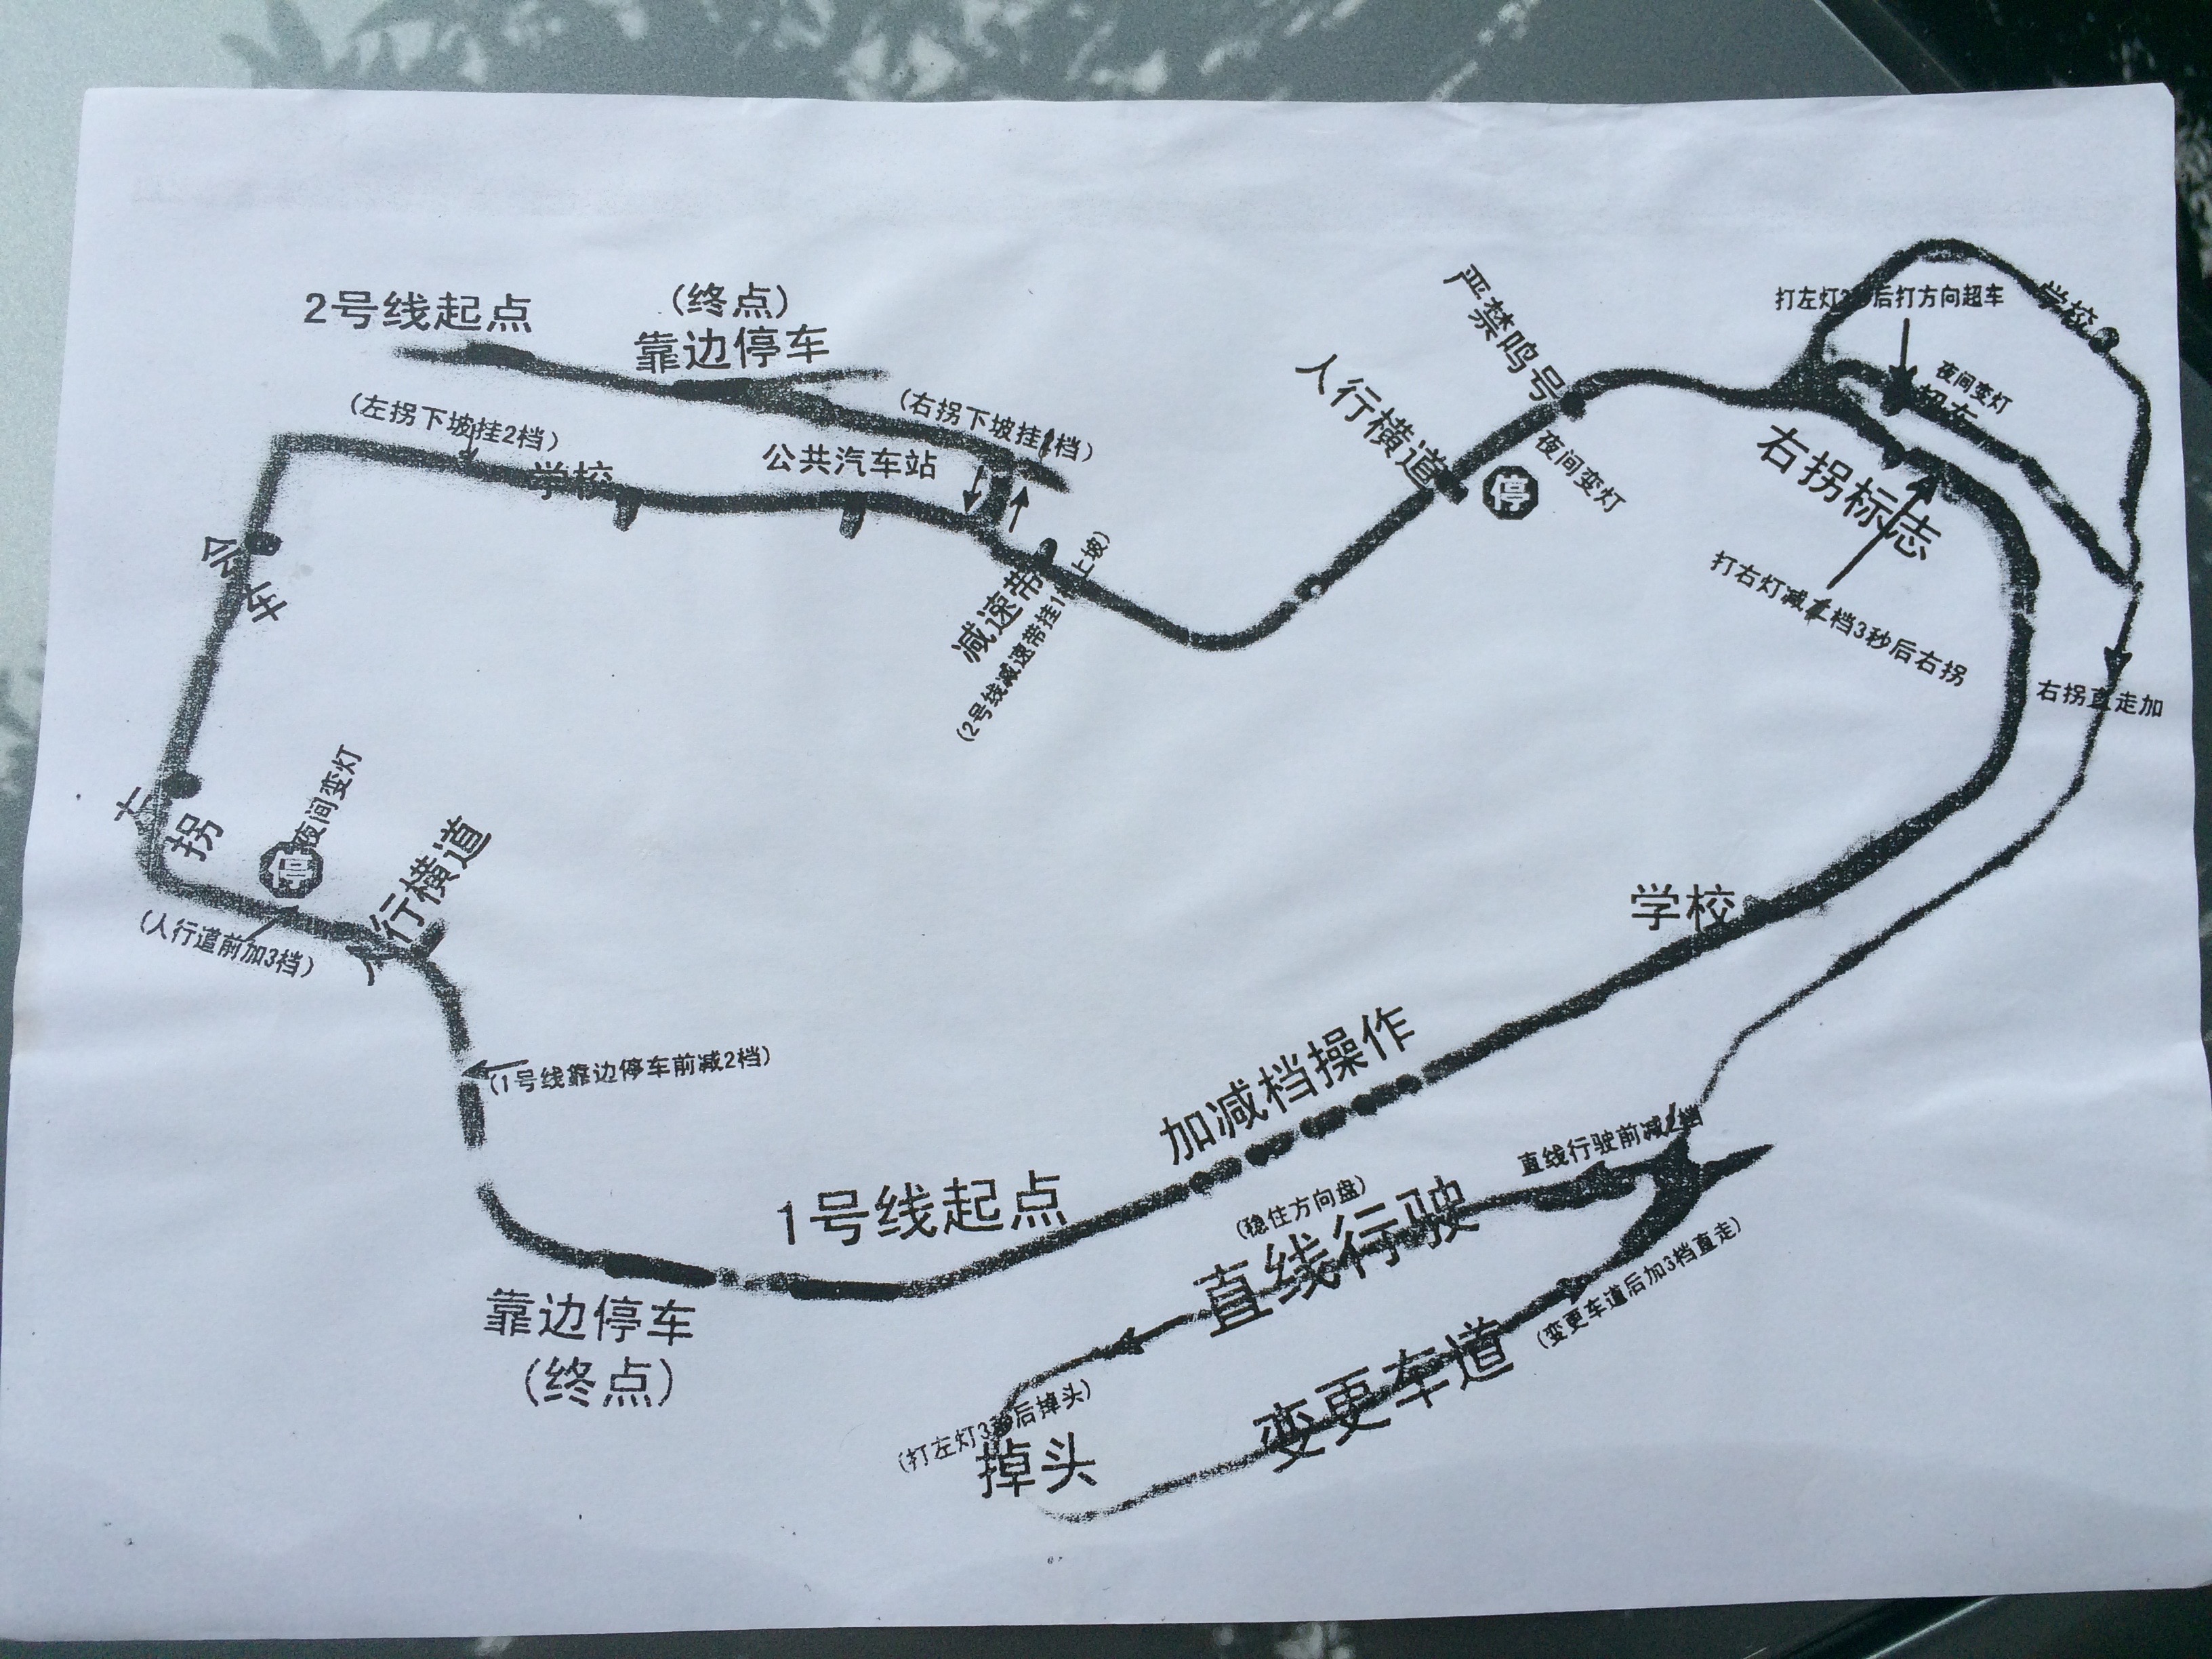 2号线起点
(终点)
靠边停车
(左拐下坡挂2档)
学校
公共汽车站
(右拐下坡挂 档)
减速带
(2号线减速带挂1 上坡)
严禁鸣号
人行横道
停
夜间变灯
打左灯 后打方向超车
学校
夜间变灯
超车
右拐标志
打右灯减 档3秒后右拐
右拐直走加
会车
左拐
停
夜间变灯
人行横道
(人行道前加3档)
(1号线靠边停车前减2档)
学校
加减档操作
1号线起点
靠边停车
(终点)
直线行驶前减2档
(稳住方向盘)
直线行驶
(变更车道后加3档直走)
变更车道
(打左灯3秒后掉头)
掉头